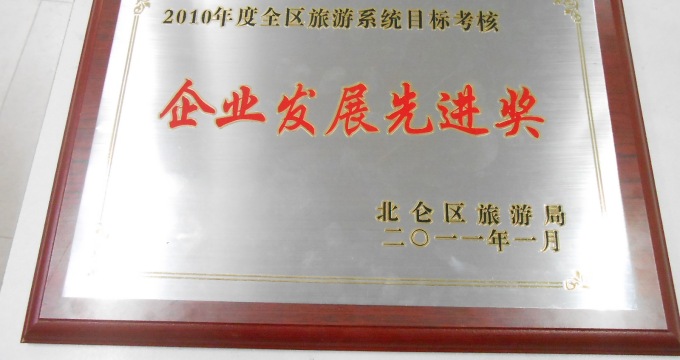 2010年度全区旅游系统目标考核
企业发展先进奖
北仑区旅游局
二〇一一年一月